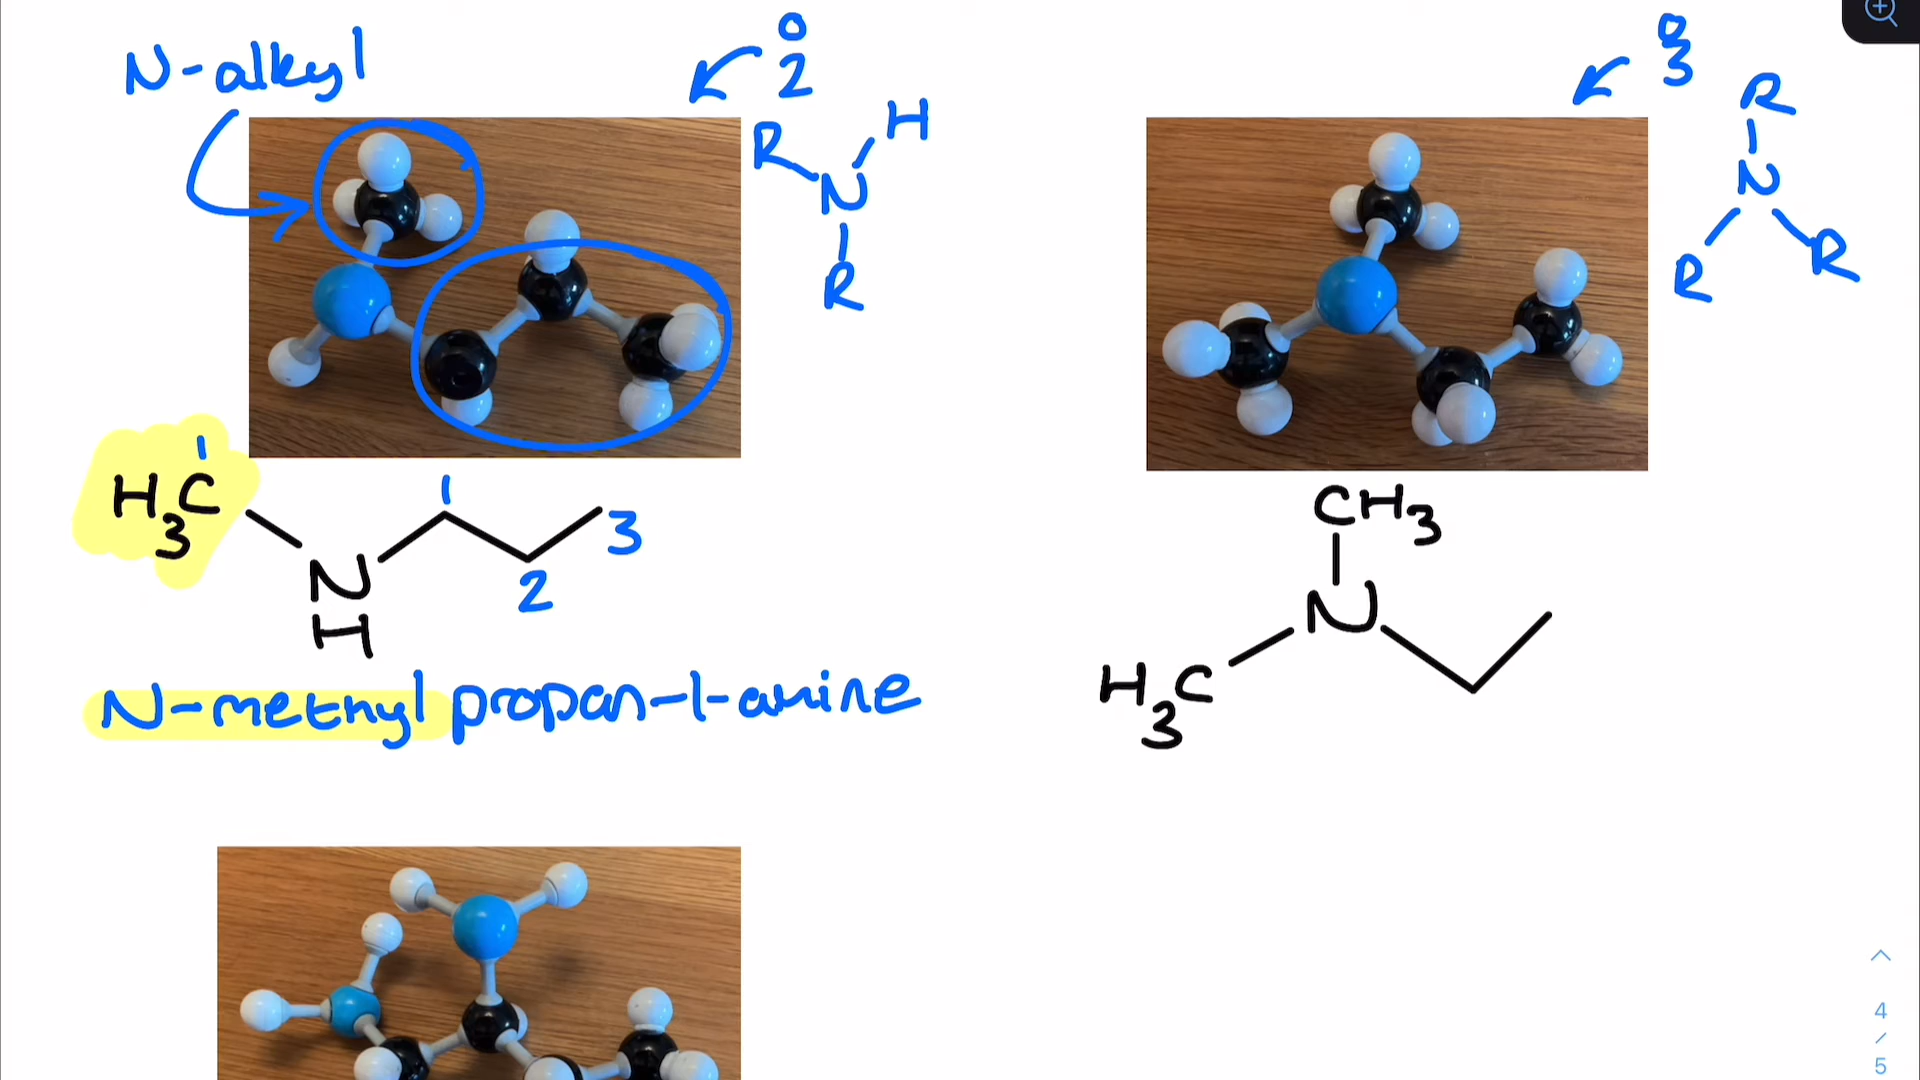 N-alkyl
2°
R
N
H
R
3°
R
N
R
R
1
H3C
N
H
1
2
3
N-methyl propan-1-amine
CH3
N
H3C
4
/
5